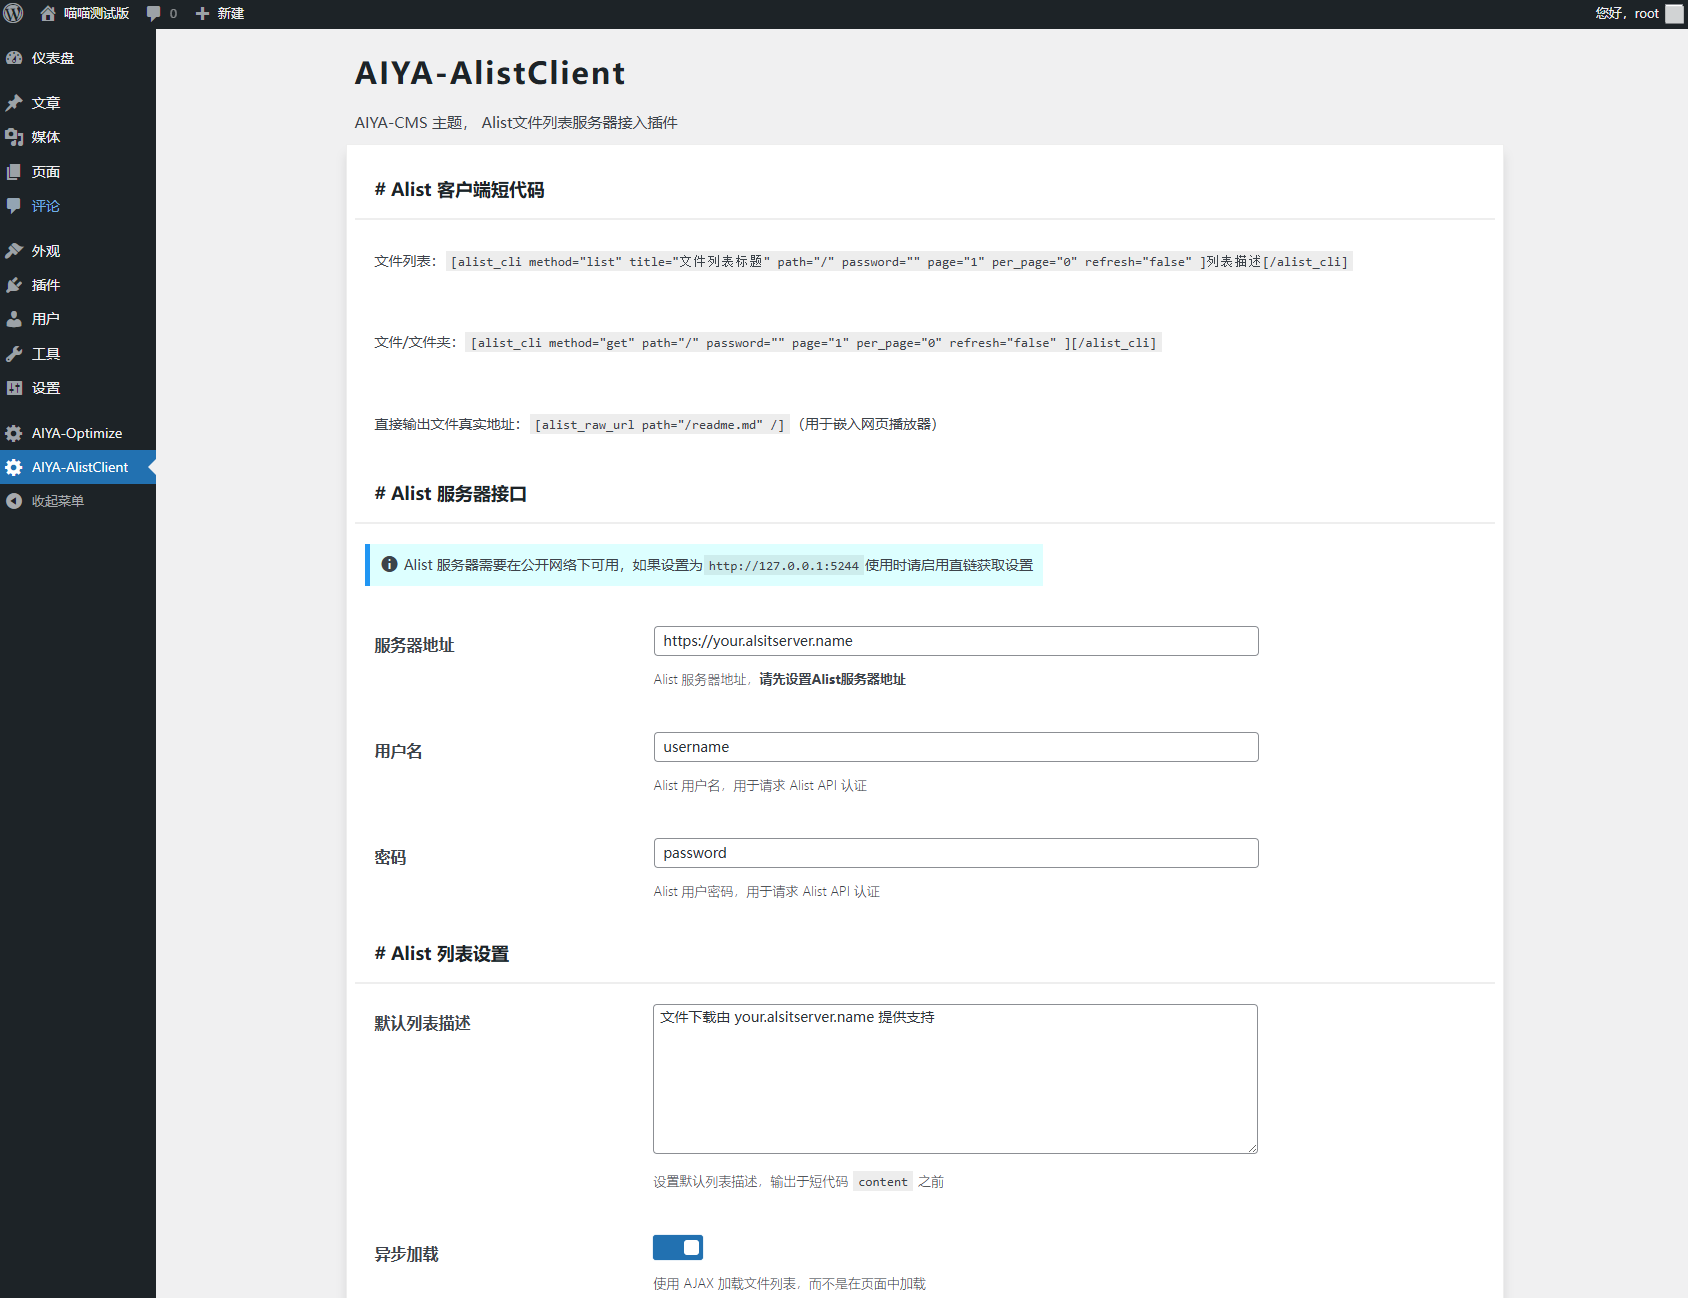 喵喵测试版 0 新建 您好，root
仪表盘
文章
媒体
页面
评论
外观
插件
用户
工具
设置
AIYA-Optimize
AIYA-AlistClient
收起菜单
AIYA-AlistClient
AIYA-CMS 主题， Alist文件列表服务器接入插件
# Alist 客户端短代码
文件列表： [alist_cli method="list" title="文件列表标题" path="/" password="" page="1" per_page="0" refresh="false" ]列表描述[/alist_cli]
文件/文件夹： [alist_cli method="get" path="/" password="" page="1" per_page="0" refresh="false" ][/alist_cli]
直接输出文件真实地址： [alist_raw_url path="/readme.md" /] （用于嵌入网页播放器）
# Alist 服务器接口
Alist 服务器需要在公开网络下可用，如果设置为 http://127.0.0.1:5244 使用时请启用直链获取设置
服务器地址
https://your.alsitserver.name
Alist 服务器地址，请先设置Alist服务器地址
用户名
username
Alist 用户名，用于请求 Alist API 认证
密码
password
Alist 用户密码，用于请求 Alist API 认证
# Alist 列表设置
默认列表描述
文件下载由 your.alsitserver.name 提供支持
设置默认列表描述，输出于短代码 content 之前
异步加载
使用 AJAX 加载文件列表，而不是在页面中加载